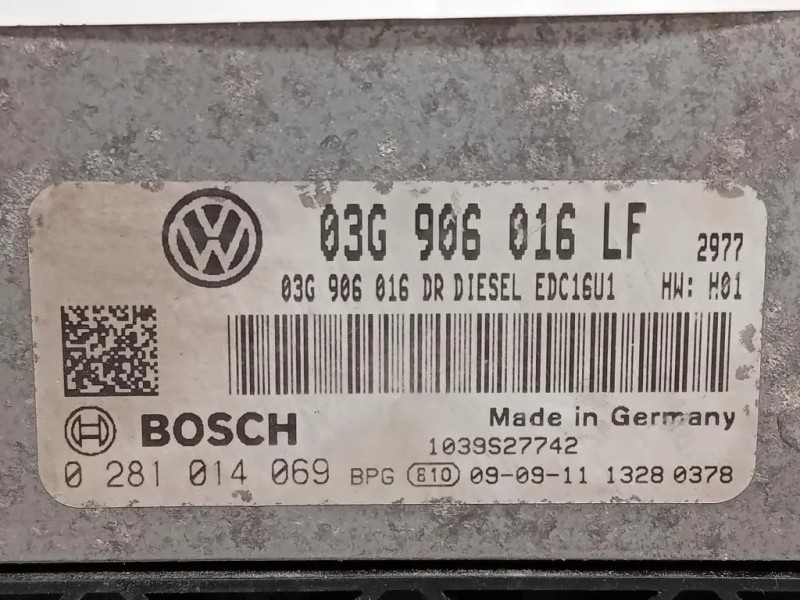 03G 906 016 LF 2977
03G 906 016 DR DIESEL EDC16U1 HW: H01
BOSCH Made in Germany
1039S27742
0 281 014 069 BPG 810 09-09-11 1328 0378